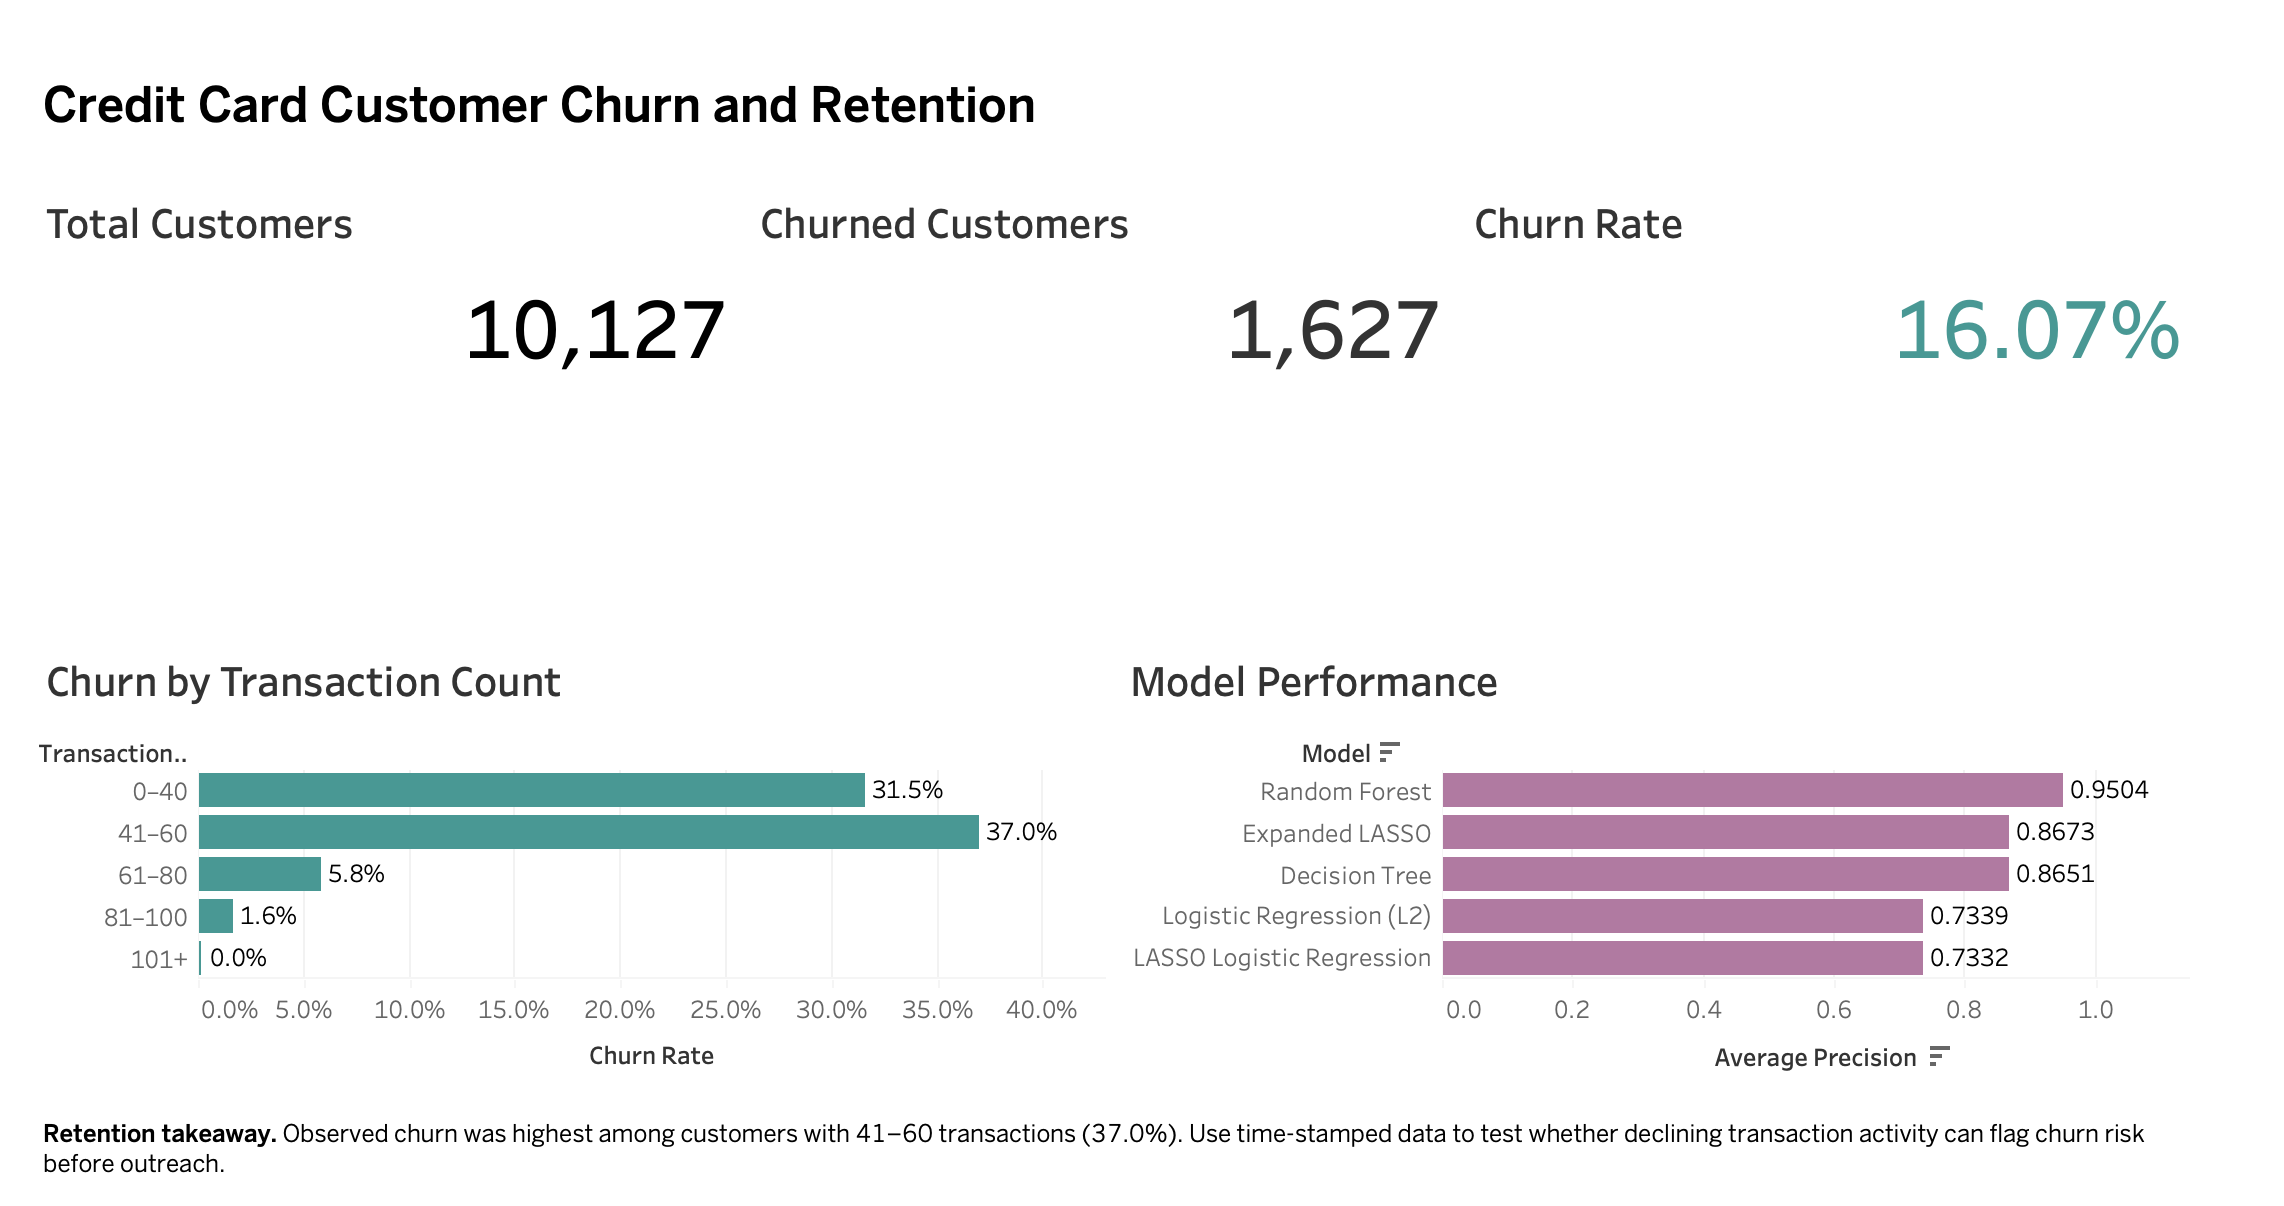 Credit Card Customer Churn and Retention
Total Customers
Churned Customers
Churn Rate
10,127
1,627
16.07%
Churn by Transaction Count
Transaction..
0–40
31.5%
41–60
37.0%
61–80
5.8%
81–100
1.6%
101+
0.0%
0.0% 5.0% 10.0% 15.0% 20.0% 25.0% 30.0% 35.0% 40.0%
Churn Rate
Model Performance
Model
Random Forest
0.9504
Expanded LASSO
0.8673
Decision Tree
0.8651
Logistic Regression (L2)
0.7339
LASSO Logistic Regression
0.7332
0.0 0.2 0.4 0.6 0.8 1.0
Average Precision
Retention takeaway. Observed churn was highest among customers with 41–60 transactions (37.0%). Use time-stamped data to test whether declining transaction activity can flag churn risk
before outreach.